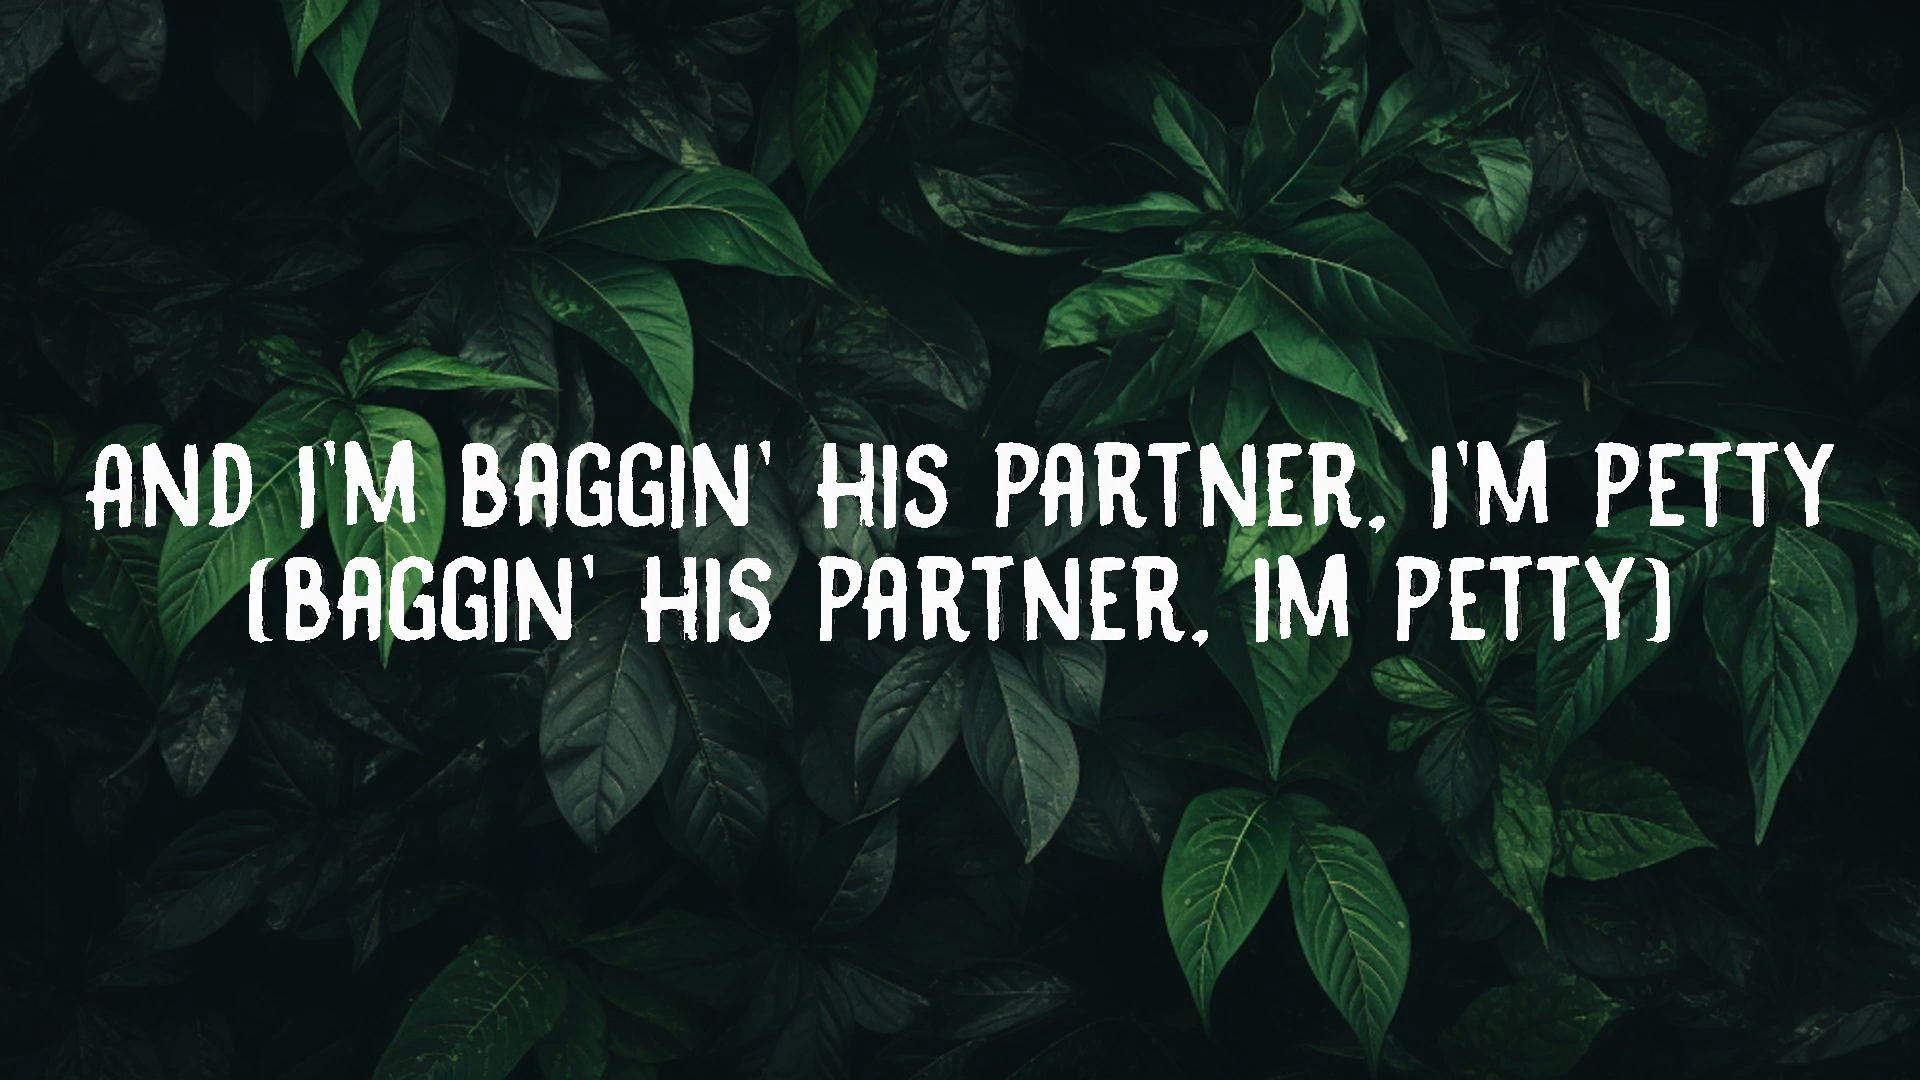 AND I'M BAGGIN' HIS PARTNER, I'M PETTY
(BAGGIN' HIS PARTNER, IM PETTY)